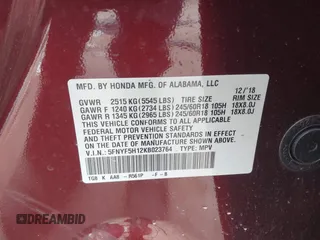 MFD. BY HONDA MFG. OF ALABAMA, LLC
12/'18
GVWR 2515 KG (5545 LBS) TIRE SIZE RIM SIZE
GAWR F 1240 KG (2734 LBS) 245/60R18 105H 18X8.0J
GAWR R 1345 KG (2965 LBS) 245/60R18 105H 18X8.0J
THIS VEHICLE CONFORMS TO ALL APPLICABLE
FEDERAL MOTOR VEHICLE SAFETY AND
THEFT PREVENTION STANDARDS IN EFFECT ON
THE DATE OF MANUFACTURE SHOWN ABOVE.
V.I.N.: 5FNYF5H12KB023764 TYPE: MPV
TG8 K AA8 - R561P - F - B